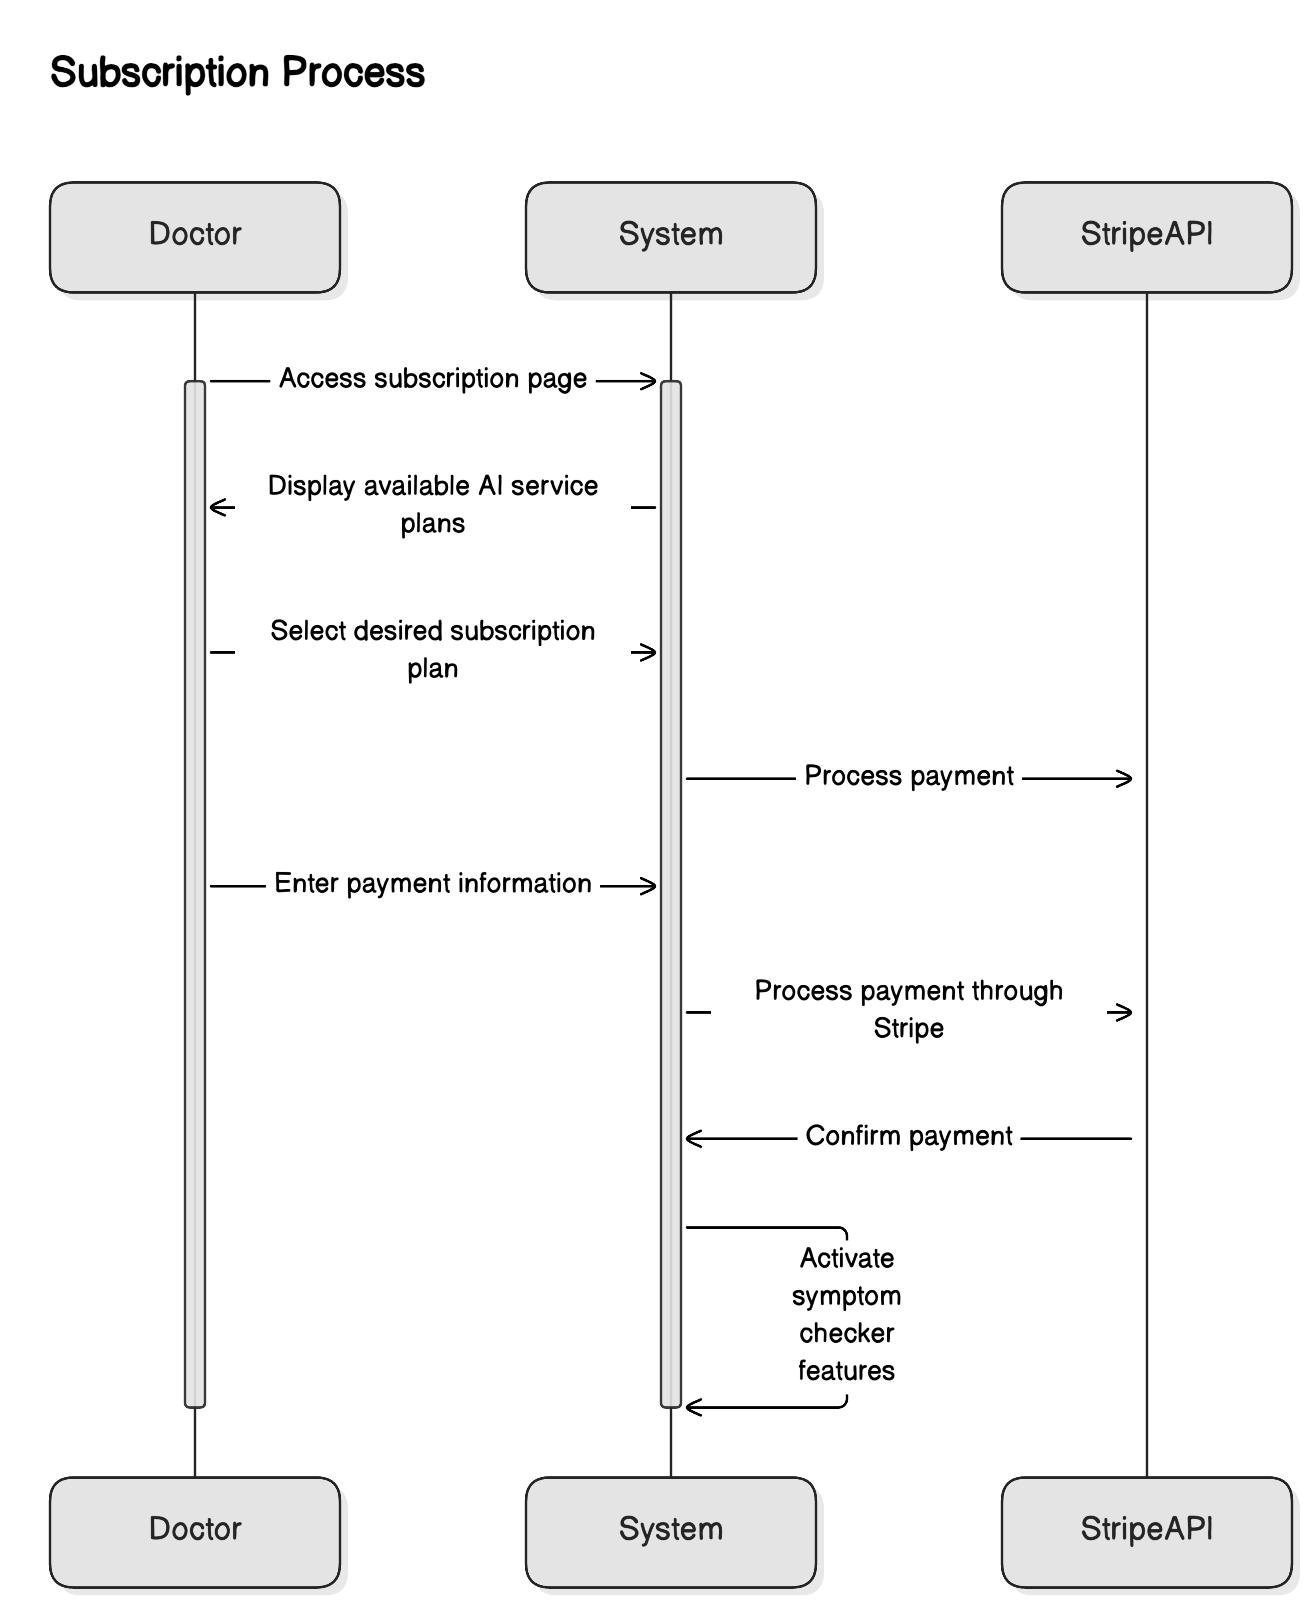 Subscription Process
Doctor
System
StripeAPI
Access subscription page
Display available AI service
plans
Select desired subscription
plan
Process payment
Enter payment information
Process payment through
Stripe
Confirm payment
Activate
symptom
checker
features
Doctor
System
StripeAPI